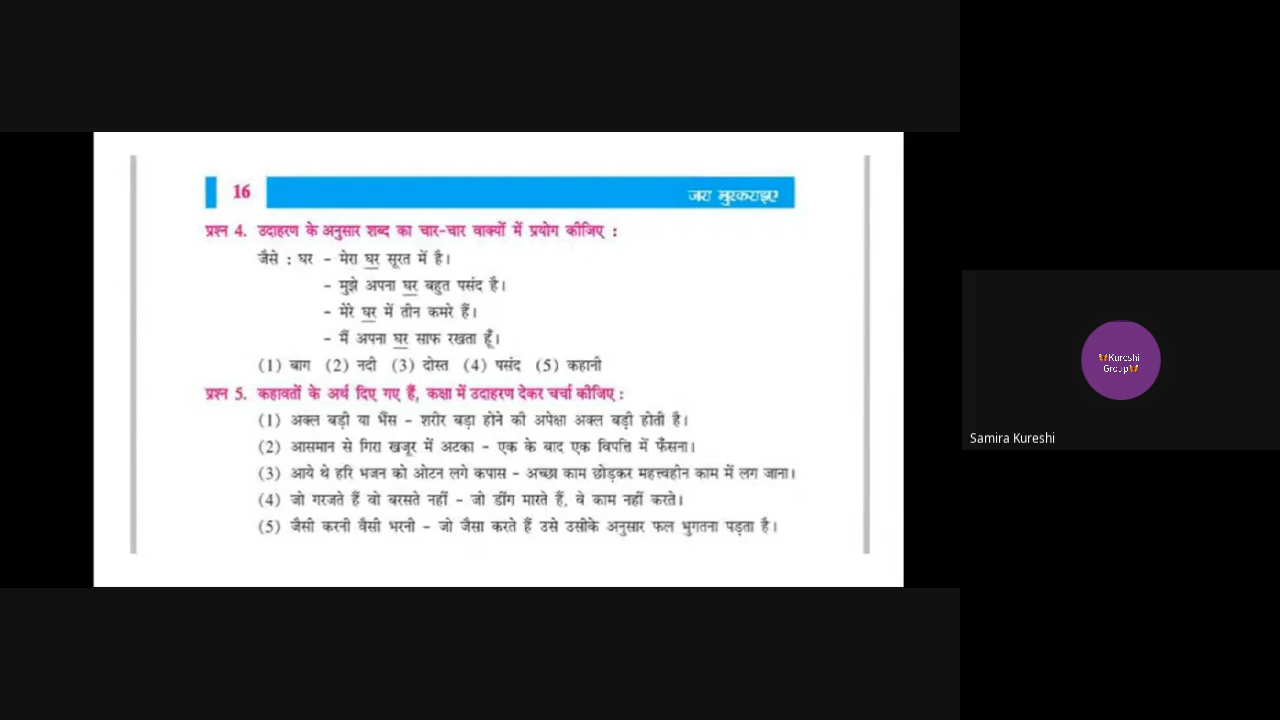 16
ज़रा मुस्कराइए
प्रश्न 4. उदाहरण के अनुसार शब्द का चार-चार वाक्यों में प्रयोग कीजिए :
जैसे : घर - मेरा घर सूरत में है।
- मुझे अपना घर बहुत पसंद है।
- मेरे घर में तीन कमरे हैं।
- मैं अपना घर साफ रखता हूँ।
(1) बाग (2) नदी (3) दोस्त (4) पसंद (5) कहानी
प्रश्न 5. कहावतों के अर्थ दिए गए हैं, कक्षा में उदाहरण देकर चर्चा कीजिए :
(1) अक्ल बड़ी या भैंस - शरीर बड़ा होने की अपेक्षा अक्ल बड़ी होती है।
(2) आसमान से गिरा खजूर में अटका - एक के बाद एक विपत्ति में फँसना।
(3) आये थे हरि भजन को ओटन लगे कपास - अच्छा काम छोड़कर महत्त्वहीन काम में लग जाना।
(4) जो गरजते हैं वो बरसते नहीं - जो डींग मारते हैं, वे काम नहीं करते।
(5) जैसी करनी वैसी भरनी - जो जैसा करते हैं उसे उसीके अनुसार फल भुगतना पड़ता है।
Kureshi
Group
Samira Kureshi